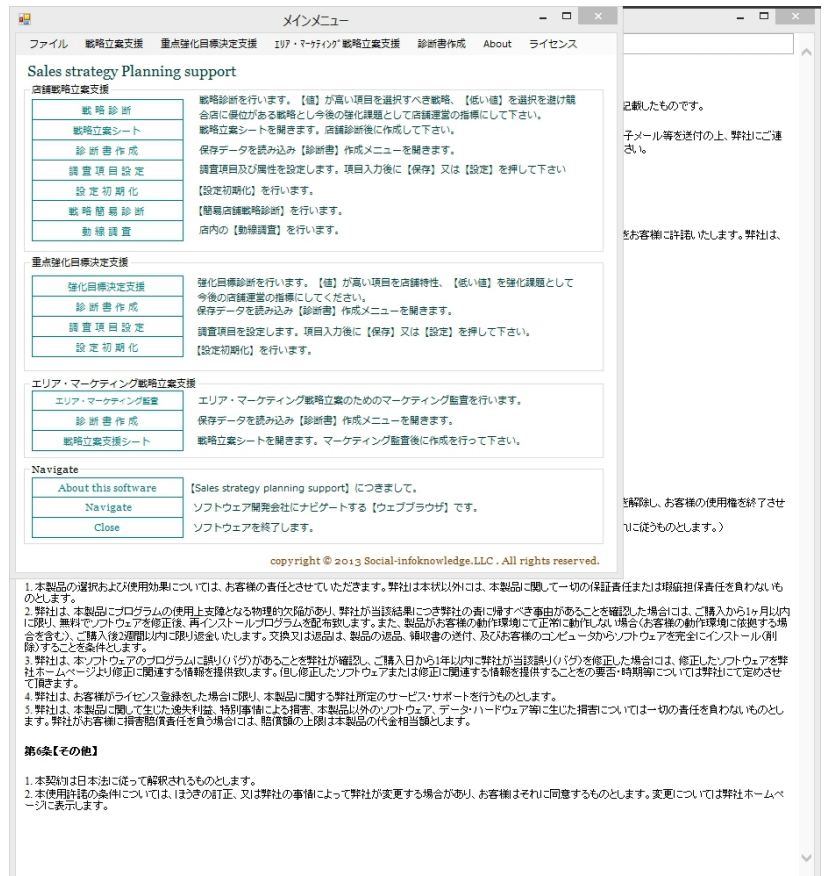 メインメニュー
ファイル 戦略立案支援 重点強化目標決定支援 ｴﾘｱ・ﾏｰｹﾃｨﾝｸﾞ戦略立案支援 診断書作成 About ライセンス
Sales strategy Planning support
店舗戦略立案支援
戦 略 診 断
戦略診断を行います。【値】が高い項目を選択すべき戦略、【低い値】を選択を避け競
合店に優位がある戦略とし今後の強化課題として店舗運営の指標にして下さい。
戦略立案シート
戦略立案シートを開きます。店舗診断後に作成して下さい。
診 断 書 作 成
保存データを読み込み【診断書】作成メニューを開きます。
調 査 項 目 設 定
調査項目及び属性を設定します。項目入力後に【保存】又は【設定】を押して下さい
設 定 初 期 化
【設定初期化】を行います。
戦 略 簡 易 診 断
【簡易店舗戦略診断】を行います。
動 線 調 査
店内の【動線調査】を行います。
重点強化目標決定支援
強化目標決定支援
強化目標診断を行います。【値】が高い項目を店舗特性、【低い値】を強化課題として
今後の店舗運営の指標にしてください。
診 断 書 作 成
保存データを読み込み【診断書】作成メニューを開きます。
調 査 項 目 設 定
調査項目を設定します。項目入力後に【保存】又は【設定】を押して下さい。
設 定 初 期 化
【設定初期化】を行います。
エリア・マーケティング戦略立案支援
エリア・マーケティング監査
エリア・マーケティング戦略立案のためのマーケティング監査を行います。
診 断 書 作 成
保存データを読み込み【診断書】作成メニューを開きます。
戦略立案支援シート
戦略立案シートを開きます。マーケティング監査後に作成を行って下さい。
Navigate
About this software
【Sales strategy planning support】につきまして。
Navigate
ソフトウェア開発会社にナビゲートする【ウェブブラウザ】です。
Close
ソフトウェアを終了します。
copyright © 2013 Social-infoknowledge.LLC . All rights reserved.
記載したものです。
子メール等を送付の上、弊社にご連
さい。
をお客様に許諾いたします。弊社は、
を解除し、お客様の使用権を終了させ
れに従うものとします。）
1. 本製品の選択および使用効果については、お客様の責任とさせていただきます。弊社は本状以外には、本製品に関して一切の保証責任または瑕疵担保責任を負わないも
のとします。
2. 弊社は、本製品にプログラムの使用上支障となる物理的欠陥があり、弊社が当該結果につき弊社の責に帰すべき事由があることを確認した場合には、ご購入から1ヶ月以内
に限り、無料でソフトウェアを修正後、再インストールプログラムを配布致します。また、製品がお客様の動作環境にて正常に動作しない場合（お客様の動作環境に依頼する場
合を含む）、ご購入後2週間以内に限り返金いたします。交換又は返品は、製品の返品、領収書の送付、及びお客様のコンピュータからソフトウェアを完全にインストール（削
除）することを条件とします。
3. 弊社は、本ソフトウェアのプログラムに誤り（バグ）があることを弊社が確認し、ご購入日から1年以内に弊社が当該誤り（バグ）を修正した場合には、修正したソフトウェアを弊
社ホームページより修正に関連する情報を提供致します。但し修正したソフトウェアまたは修正に関連する情報を提供することをの要否・時期等については弊社にて定めさせ
て頂きます。
4. 弊社は、お客様がライセンス登録をした場合に限り、本製品に関する弊社所定のサービス・サポートを行うものとします。
5. 弊社は、本製品に関して生じた逸失利益、特別事情による損害、本製品以外のソフトウェア、データ・ハードウェア等に生じた損害については一切の責任を負わないものとし
ます。弊社がお客様に損害賠償責任を負う場合には、賠償額の上限は本製品の代金相当額とします。
第6条【その他】
1. 本契約は日本法に従って解釈されるものとします。
2. 本使用許諾の条件については、ほうきの訂正、又は弊社の事情によって弊社が変更する場合があり、お客様はそれに同意するものとします。変更については弊社ホームペ
ージに表示します。